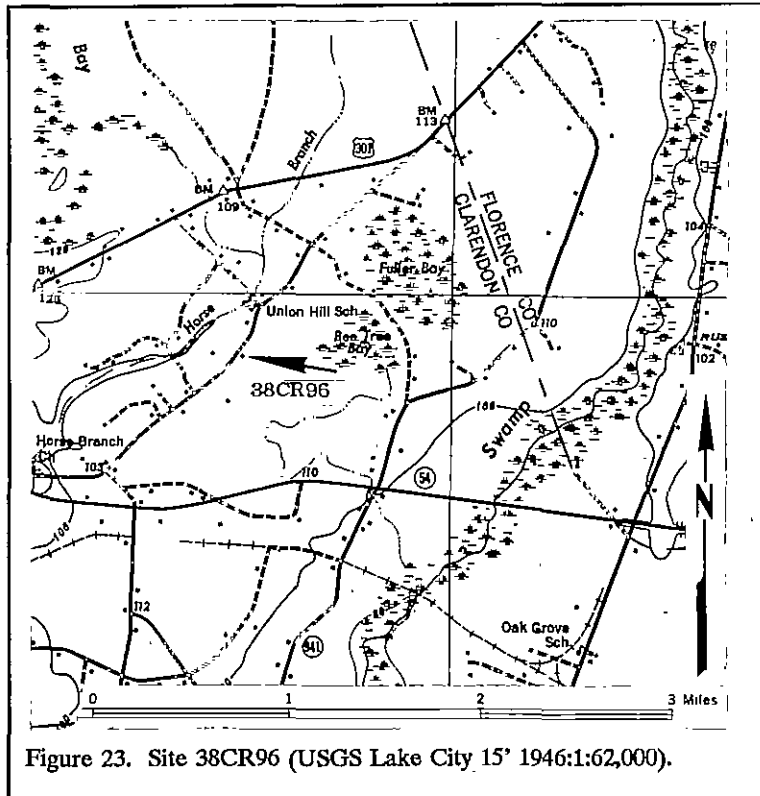 Bay
Branch
BM
113
301
BM
109
FLORENCE CO
CLARENDON CO
104
Fuller Bay
BM
Horse
Union Hill Sch
Bee Tree
Bay
110
102
38CR96
Swamp
Horse Branch
Ch
103
110
54
N
112
Oak Grove
Sch
341
0
1
2
3 Miles
Figure 23. Site 38CR96 (USGS Lake City 15' 1946:1:62,000).